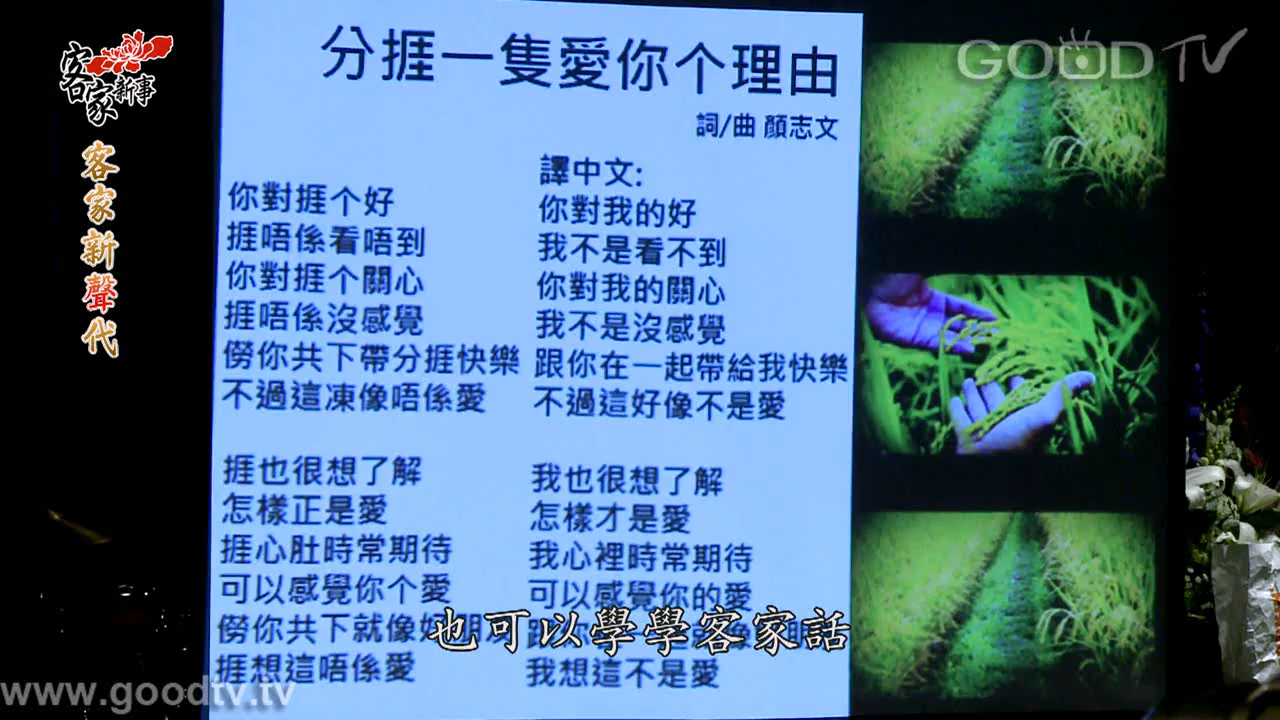 客家新事
客家新聲代
GOOD TV
分捱一隻愛你个理由
詞/曲 顏志文
你對捱个好
捱唔係看唔到
你對捱个關心
捱唔係沒感覺
傍你共下帶分捱快樂
不過這凍像唔係愛
捱也很想了解
怎樣正是愛
捱心肚時常期待
可以感覺你个愛
傍你共下就像
捱想這唔係愛
譯中文:
你對我的好
我不是看不到
你對我的關心
我不是沒感覺
跟你在一起帶給我快樂
不過這好像不是愛
我也很想了解
怎樣才是愛
我心裡時常期待
可以感覺你的愛
我想這不是愛
也可以學學客家話
www.goodtv.tv